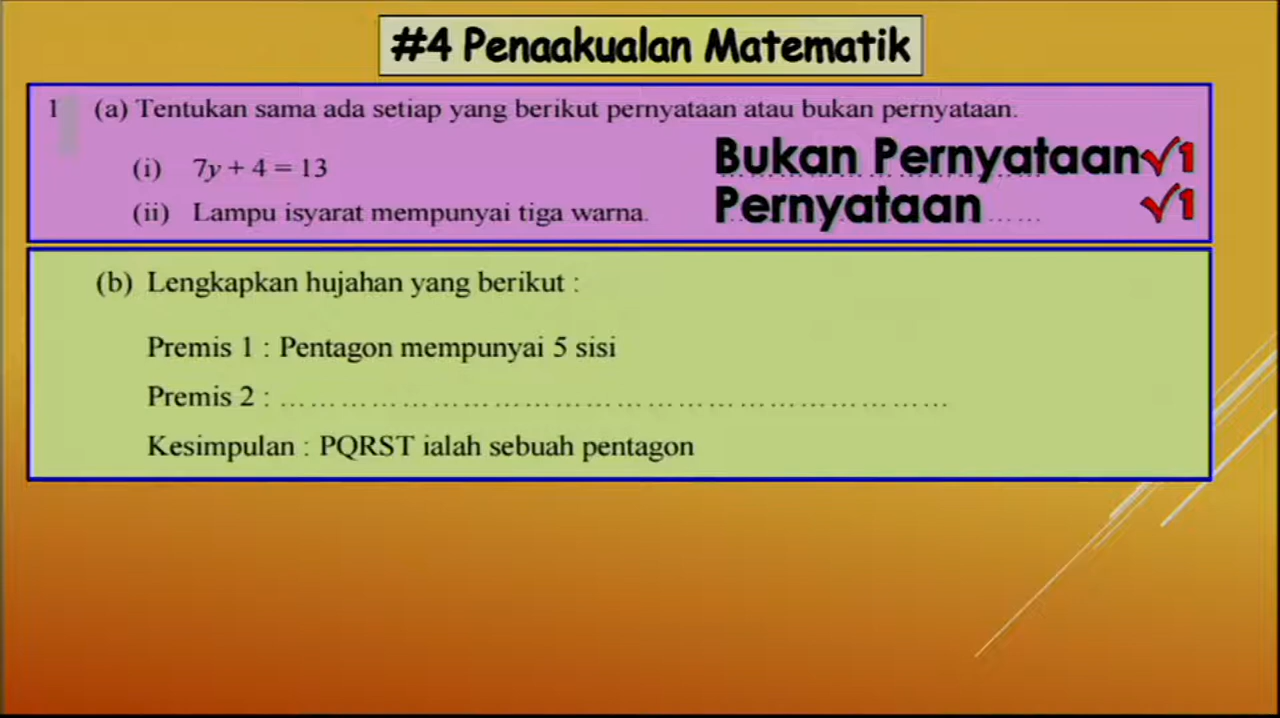 #4 Penaakualan Matematik
1 (a) Tentukan sama ada setiap yang berikut pernyataan atau bukan pernyataan.
(i) 7y + 4 = 13 Bukan Pernyataan √1
(ii) Lampu isyarat mempunyai tiga warna. Pernyataan ...... √1
(b) Lengkapkan hujahan yang berikut :
Premis 1 : Pentagon mempunyai 5 sisi
Premis 2 : ..................................................................
Kesimpulan : PQRST ialah sebuah pentagon